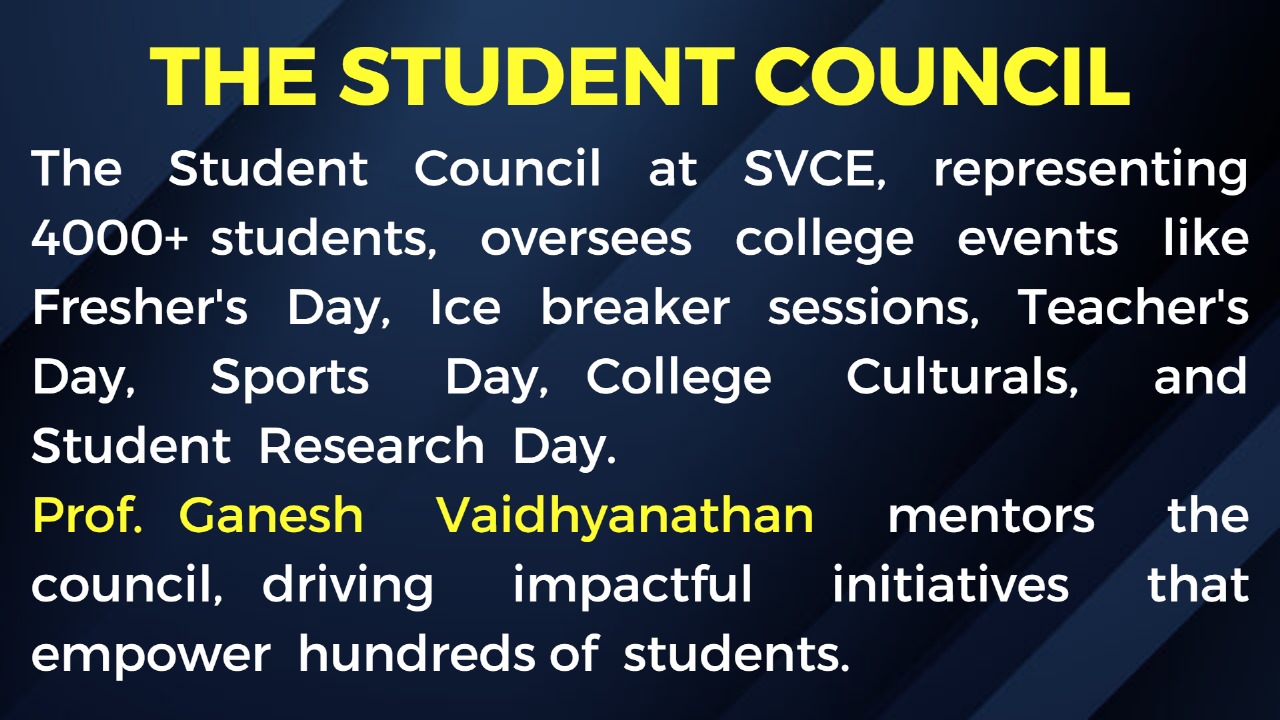 THE STUDENT COUNCIL
The Student Council at SVCE, representing
4000+ students, oversees college events like
Fresher's Day, Ice breaker sessions, Teacher's
Day, Sports Day, College Culturals, and
Student Research Day.
Prof. Ganesh Vaidhyanathan mentors the
council, driving impactful initiatives that
empower hundreds of students.